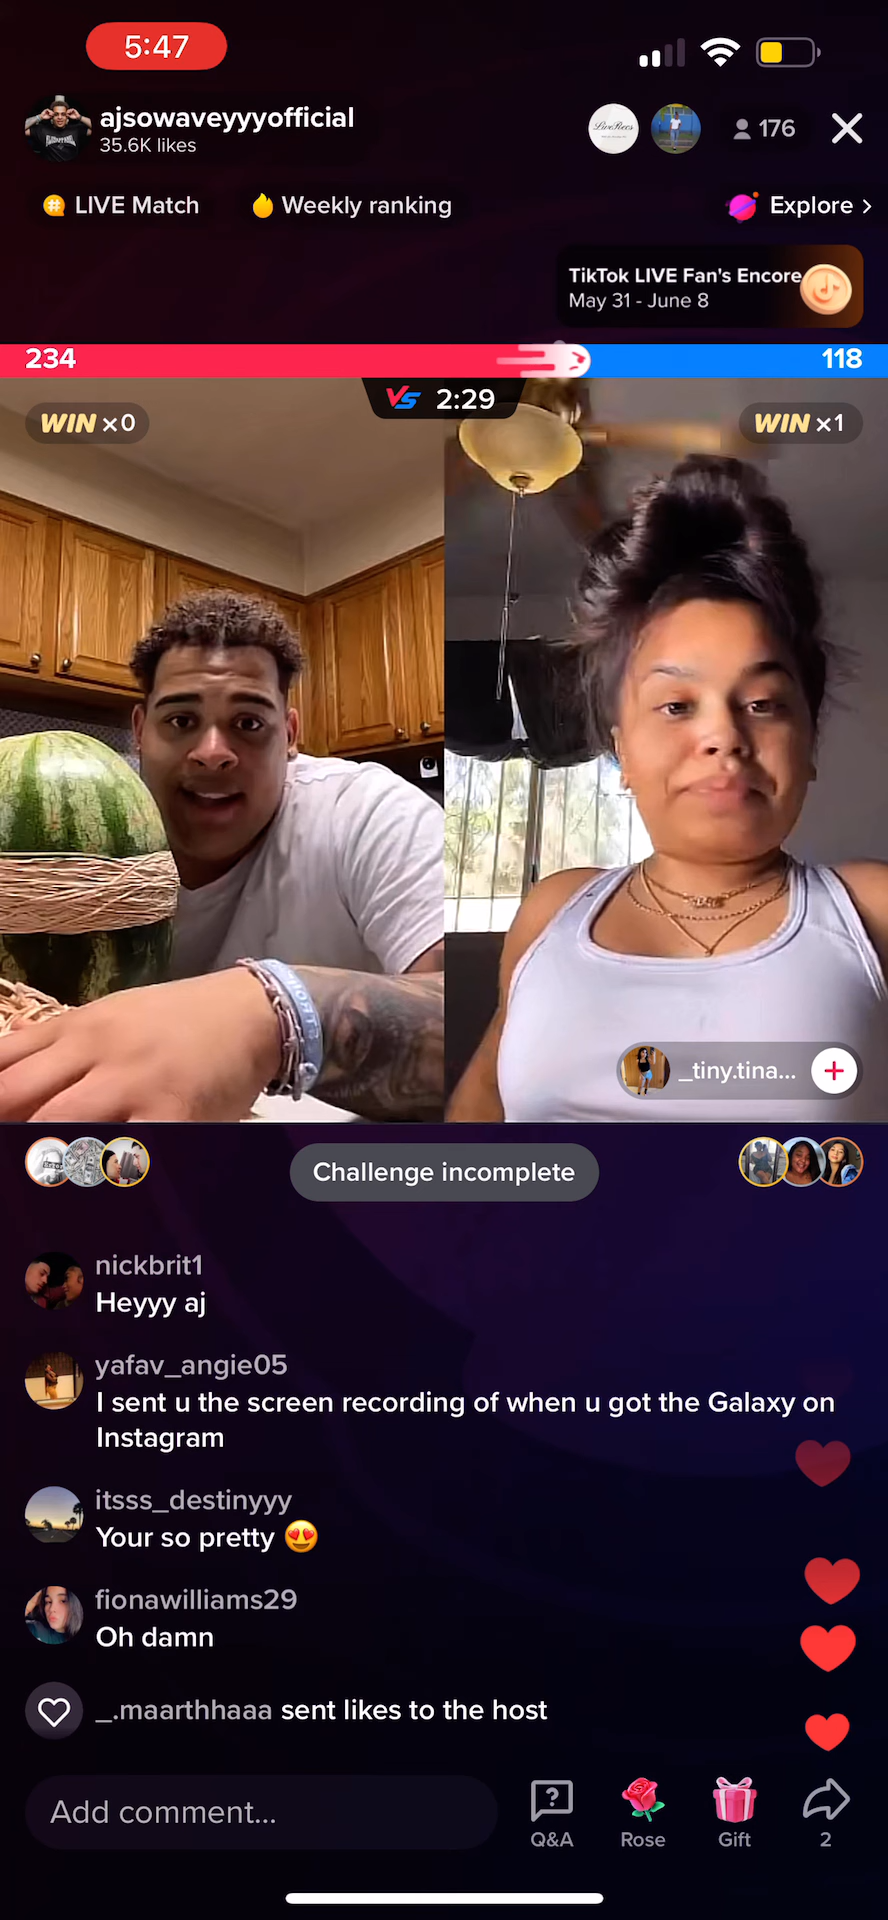 5:47
ajsowaveyyyofficial
35.6K likes
LiveRecs
176
LIVE Match
Weekly ranking
Explore >
TikTok LIVE Fan's Encore
May 31 - June 8
234
118
VS 2:29
WIN x0
WIN x1
_tiny.tina...
Challenge incomplete
nickbrit1
Heyyy aj
yafav_angie05
I sent u the screen recording of when u got the Galaxy on
Instagram
itsss_destinyyy
Your so pretty 😍
fionawilliams29
Oh damn
_.maarthhaaa sent likes to the host
Add comment...
Q&A
Rose
Gift
2